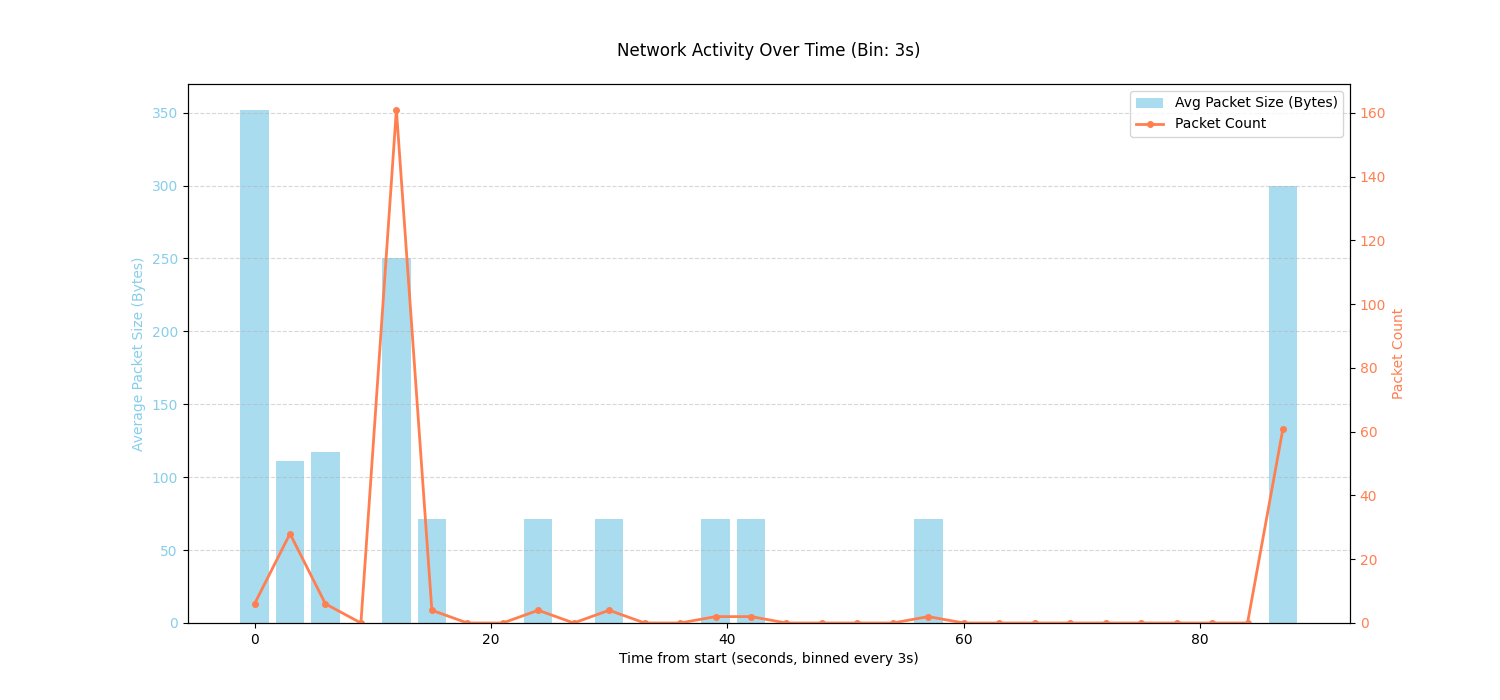 Network Activity Over Time (Bin: 3s)
Avg Packet Size (Bytes)
Packet Count
350
300
250
200
150
100
50
0
Average Packet Size (Bytes)
160
140
120
100
80
60
40
20
0
Packet Count
0 20 40 60 80
Time from start (seconds, binned every 3s)